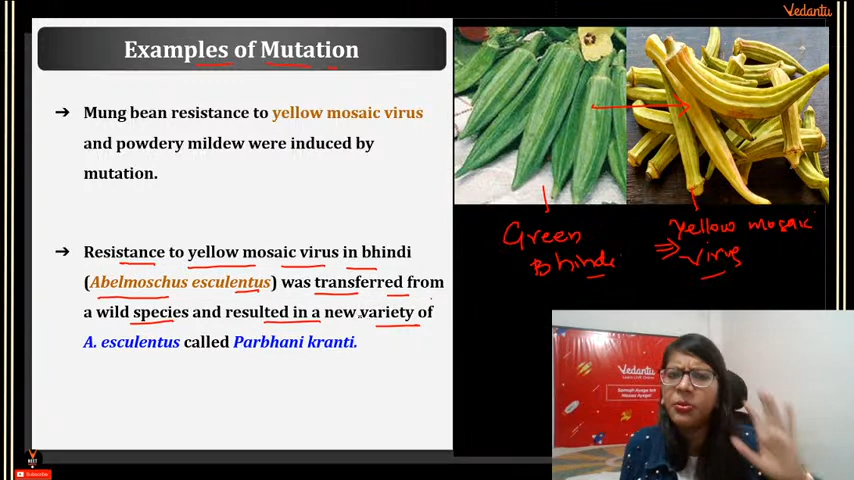 Vedantu
Examples of Mutation
➔ Mung bean resistance to yellow mosaic virus
and powdery mildew were induced by
mutation.
➔ Resistance to yellow mosaic virus in bhindi
(Abelmoschus esculentus) was transferred from
a wild species and resulted in a new variety of
A. esculentus called Parbhani kranti.
Green
Bhindi
yellow mosaic
⇒ virus
Vedantu
NEET
Subscribe